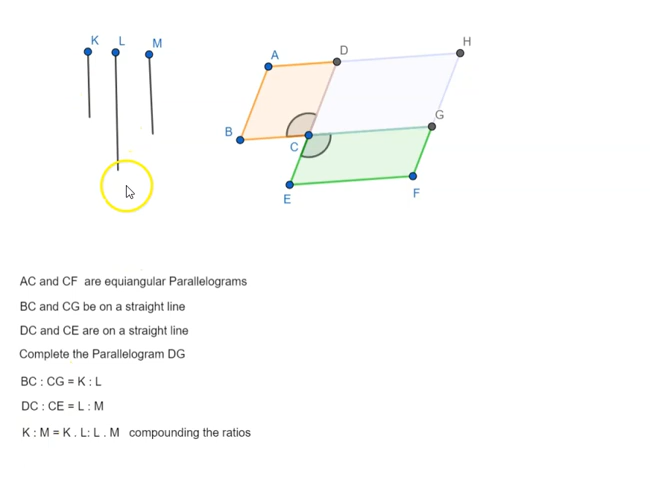 K L M
A D H
B C G
E F
AC and CF are equiangular Parallelograms
BC and CG be on a straight line
DC and CE are on a straight line
Complete the Parallelogram DG
BC : CG = K : L
DC : CE = L : M
K : M = K . L: L . M compounding the ratios